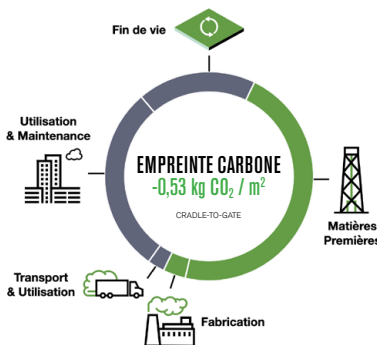 Fin de vie
Utilisation
& Maintenance
EMPREINTE CARBONE
-0,53 kg CO₂ / m²
CRADLE-TO-GATE
Matières
Premières
Transport
& Utilisation
Fabrication